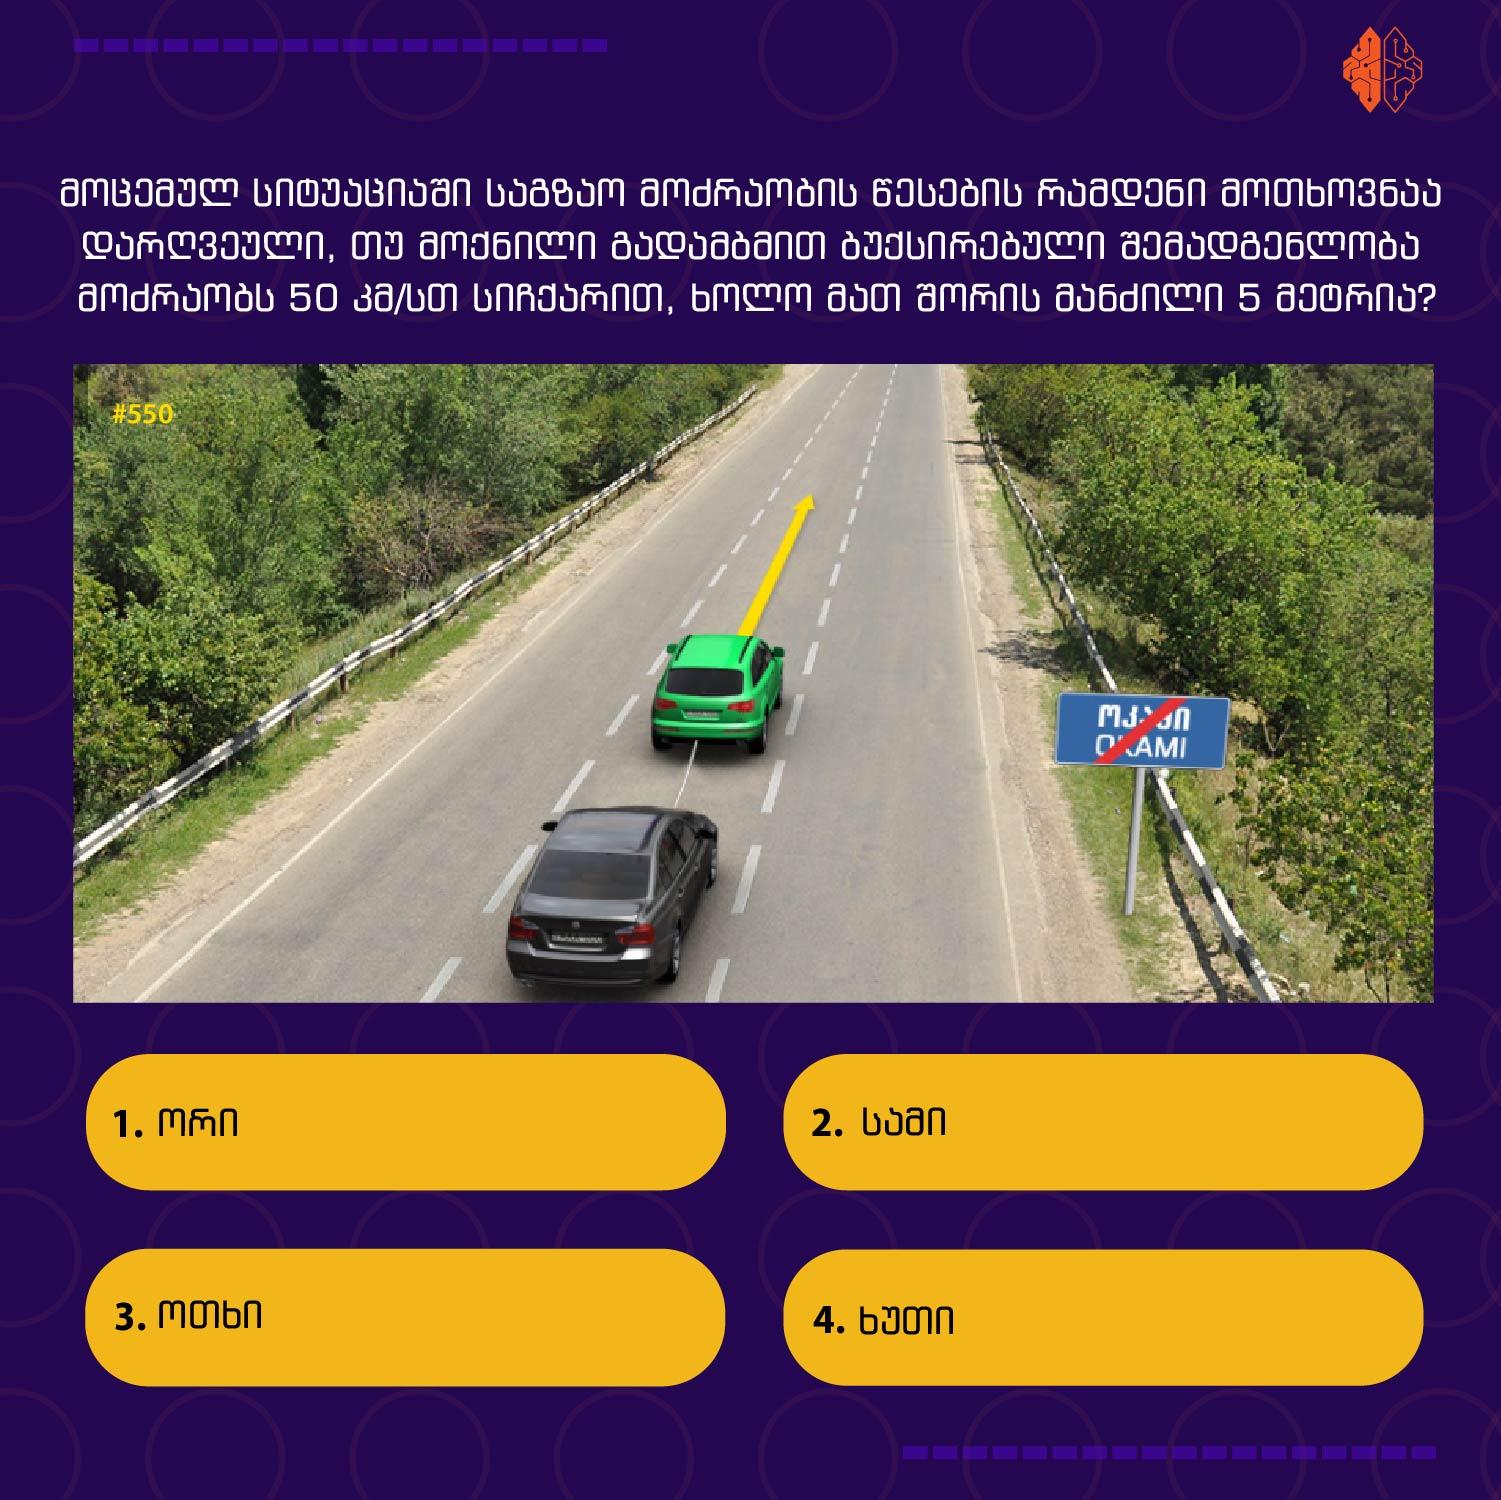 მოცემულ სიტუაციაში საგზაო მოძრაობის წესების რამდენი მოთხოვნაა
დარღვეული, თუ მოქნილი გადამბმით ბუქსირებული შემადგენლობა
მოძრაობს 50 კმ/სთ სიჩქარით, ხოლო მათ შორის მანძილი 5 მეტრია?
#550
ოკამი
OKAMI
1. ორი
2. სამი
3. ოთხი
4. ხუთი